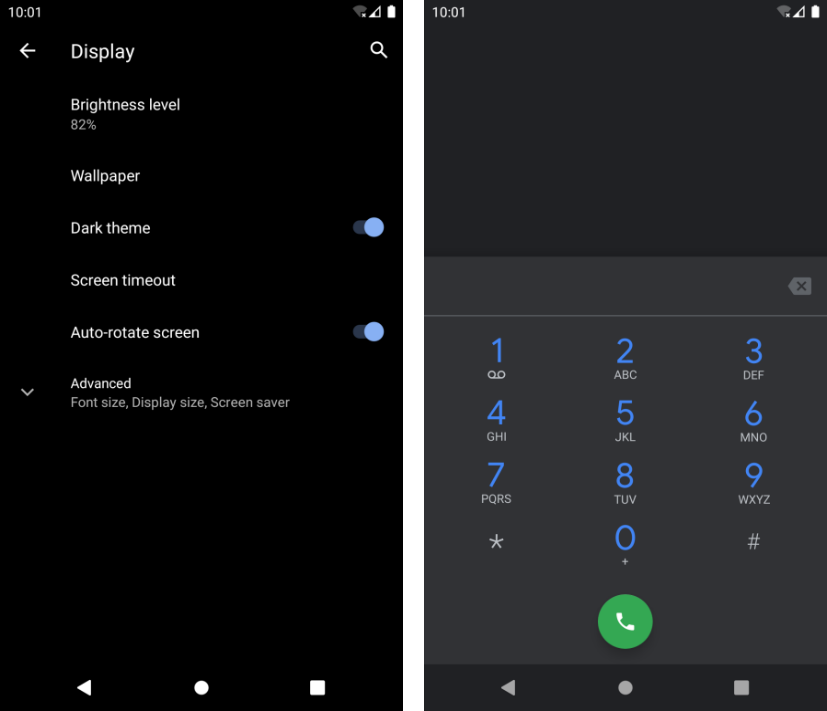 10:01
Display
Brightness level
82%
Wallpaper
Dark theme
Screen timeout
Auto-rotate screen
Advanced
Font size, Display size, Screen saver
10:01
1 2 3
ABC DEF
4 5 6
GHI JKL MNO
7 8 9
PQRS TUV WXYZ
* 0 #
+